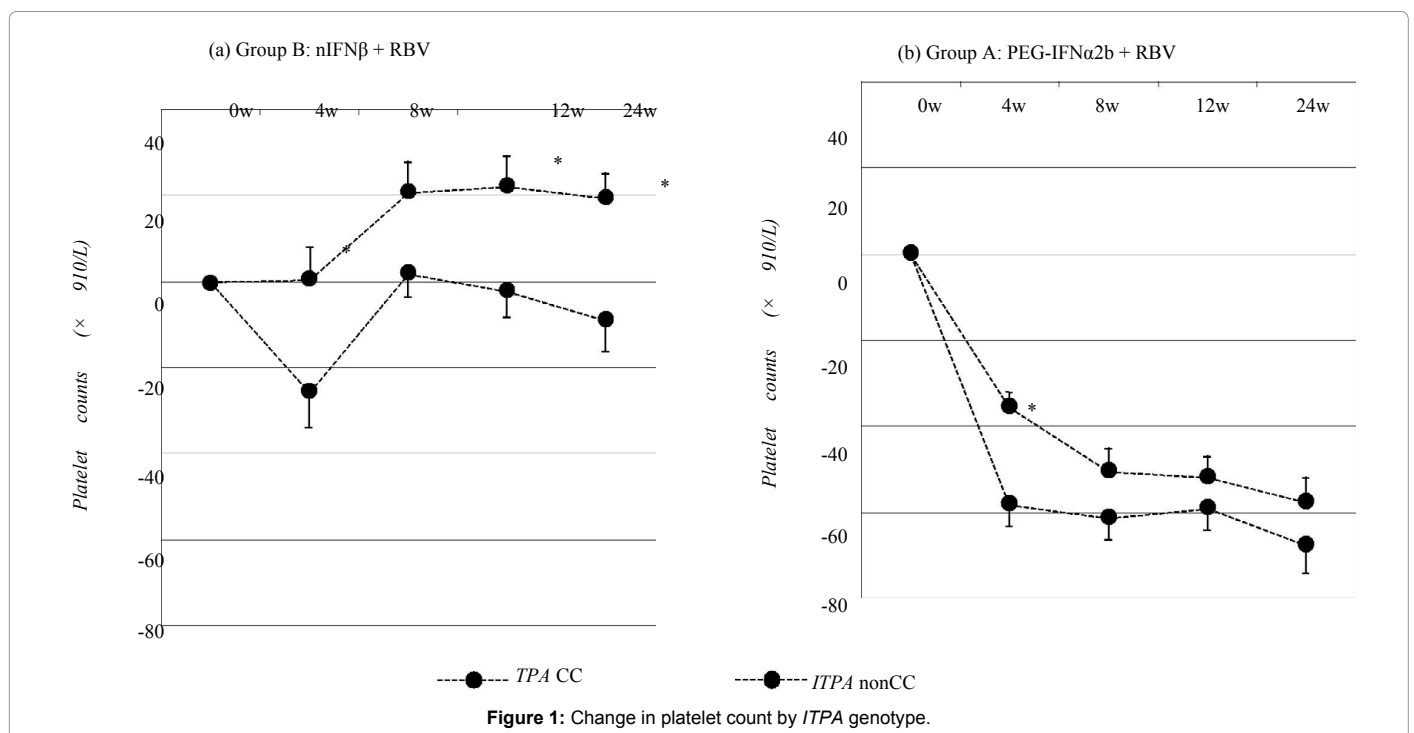 (a) Group B: nIFNβ + RBV
0w 4w 8w 12w 24w
40
20
0
-20
-40
-60
-80
Platelet counts (× 910/L)
*
*
*
(b) Group A: PEG-IFNα2b + RBV
0w 4w 8w 12w 24w
40
20
0
-20
-40
-60
-80
Platelet counts (× 910/L)
*
TPA CC
ITPA nonCC
Figure 1: Change in platelet count by ITPA genotype.